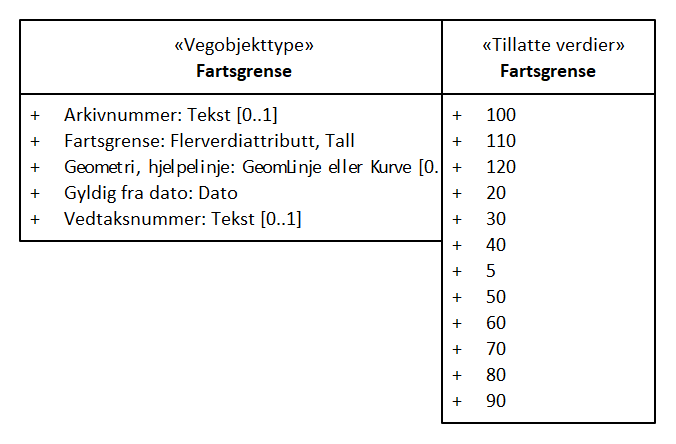 «Vegobjekttype»
Fartsgrense
+ Arkivnummer: Tekst [0..1]
+ Fartsgrense: Flerverdiattributt, Tall
+ Geometri, hjelpelinje: GeomLinje eller Kurve [0..
+ Gyldig fra dato: Dato
+ Vedtaksnummer: Tekst [0..1]
«Tillatte verdier»
Fartsgrense
+ 100
+ 110
+ 120
+ 20
+ 30
+ 40
+ 5
+ 50
+ 60
+ 70
+ 80
+ 90